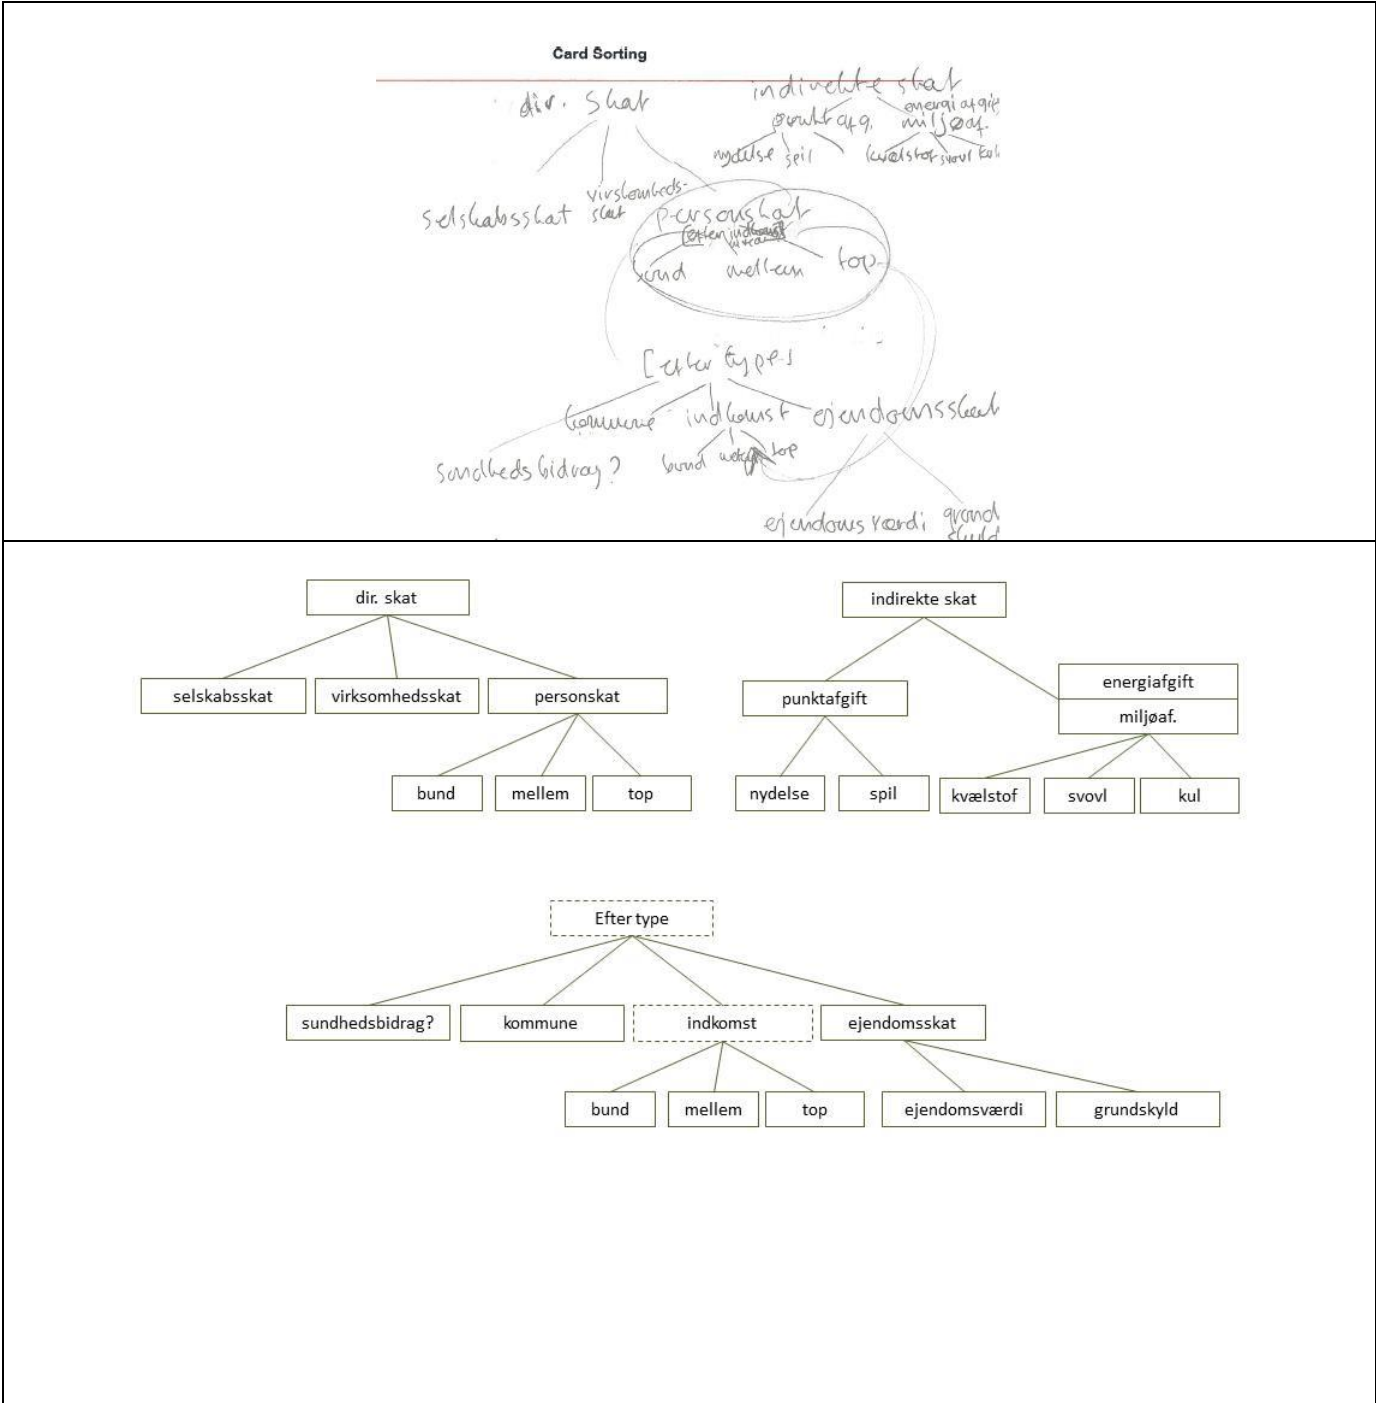 Card Sorting
dir. skat
indirekte skat
energiafgift
punktafg. miljøaf.
nydelse spil kvælstof svovl kul
virksomheds-
selskabsskat skat personskat
bund mellem top
[efter type]
kommune indkomst ejendomsskat
sundhedsbidrag? bund top
ejendomsværdi grund
skyld
dir. skat
indirekte skat
selskabsskat
virksomhedsskat
personskat
punktafgift
energiafgift
miljøaf.
bund
mellem
top
nydelse
spil
kvælstof
svovl
kul
Efter type
sundhedsbidrag?
kommune
indkomst
ejendomsskat
bund
mellem
top
ejendomsværdi
grundskyld